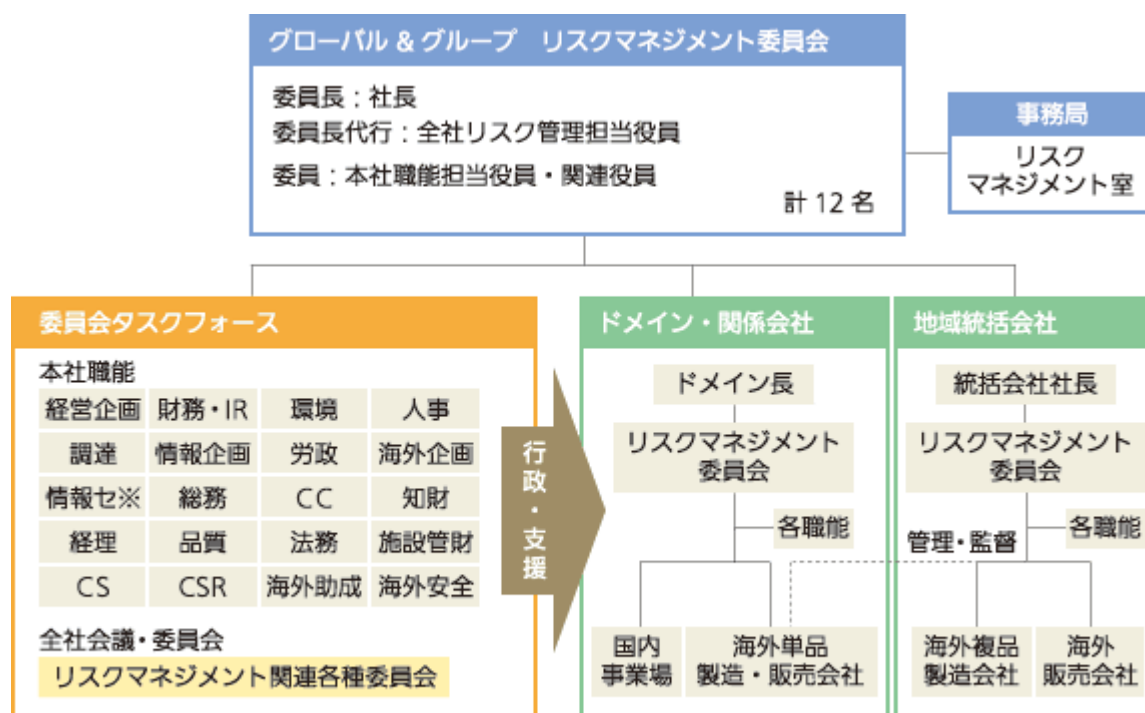 グローバル & グループ　リスクマネジメント委員会
委員長：社長
委員長代行：全社リスク管理担当役員
委員：本社職能担当役員・関連役員
計 12 名
事務局
リスク
マネジメント室
委員会タスクフォース
本社職能
経営企画 財務・IR 環境 人事
調達 情報企画 労政 海外企画
情報セ※ 総務 CC 知財
経理 品質 法務 施設管財
CS CSR 海外助成 海外安全
全社会議・委員会
リスクマネジメント関連各種委員会
行政・支援
ドメイン・関係会社
ドメイン長
リスクマネジメント
委員会
各職能
国内
事業場
海外単品
製造・販売会社
地域統括会社
統括会社社長
リスクマネジメント
委員会
各職能
管理・監督
海外複品
製造会社
海外
販売会社